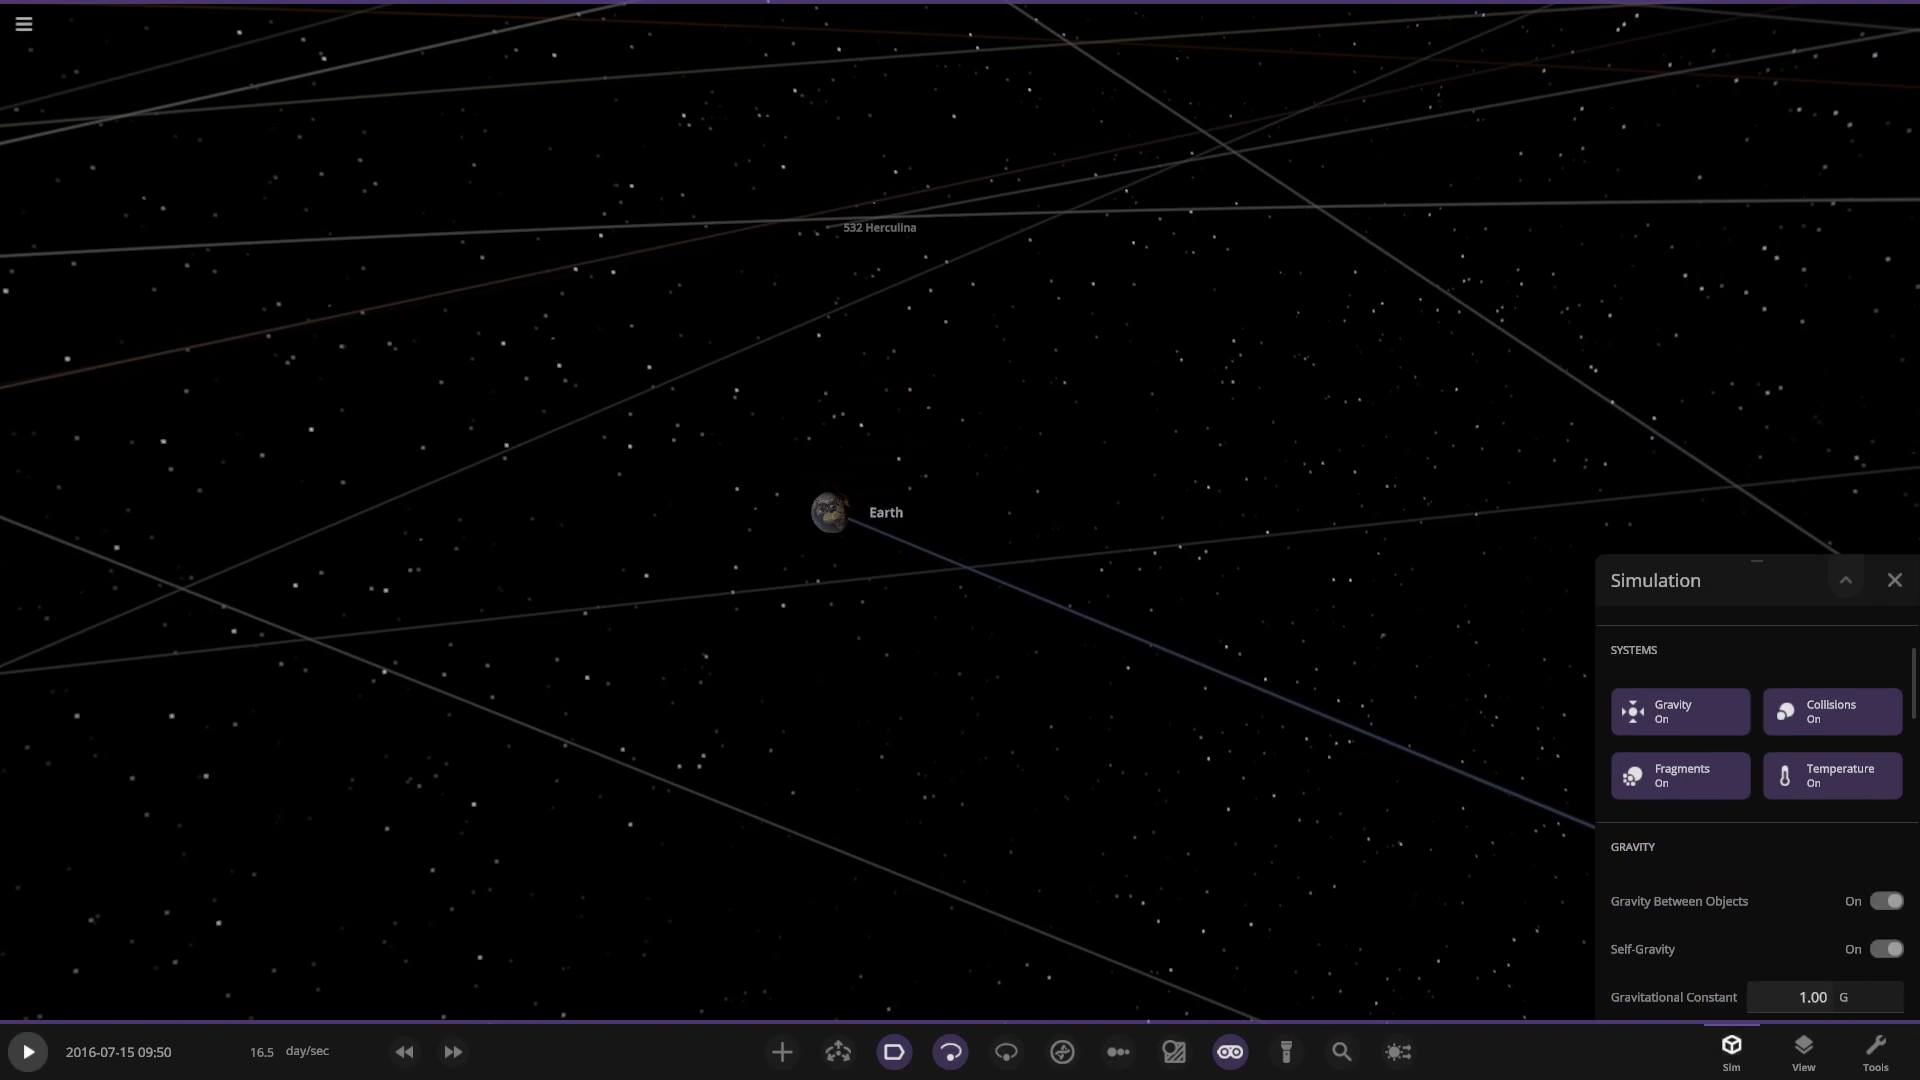 532 Herculina
Earth
Simulation
SYSTEMS
Gravity
On
Collisions
On
Fragments
On
Temperature
On
GRAVITY
Gravity Between Objects On
Self-Gravity On
Gravitational Constant 1.00 G
2016-07-15 09:50 16.5 day/sec
Sim View Tools